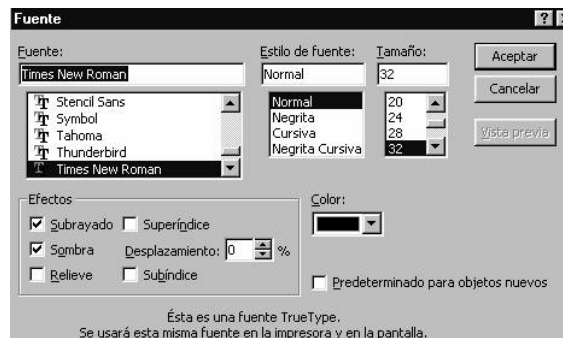 Fuente
Fuente:
Estilo de fuente:
Tamaño:
Times New Roman
Normal
32
Aceptar
Cancelar
Vista previa
Stencil Sans
Symbol
Tahoma
Thunderbird
Times New Roman
Normal
Negrita
Cursiva
Negrita Cursiva
20
24
28
32
Efectos
Subrayado
Superíndice
Sombra
Desplazamiento: 0 %
Relieve
Subíndice
Color:
Predeterminado para objetos nuevos
Ésta es una fuente TrueType.
Se usará esta misma fuente en la impresora y en la pantalla.